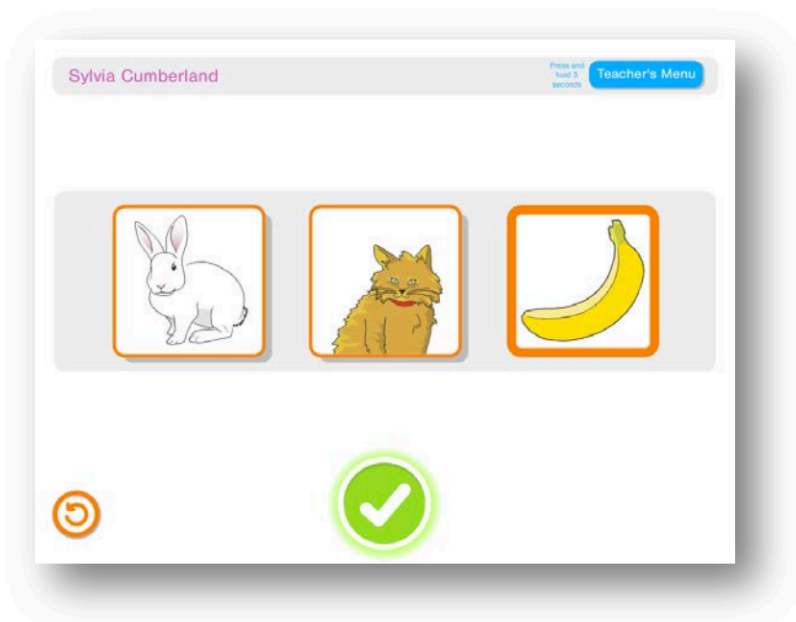 Sylvia Cumberland
Press and
hold 3
seconds
Teacher's Menu